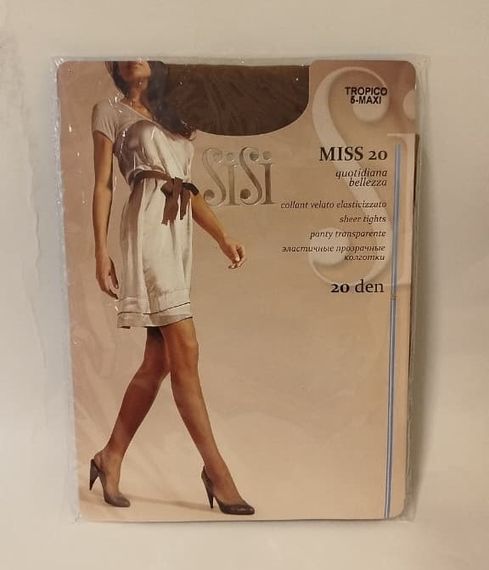 TROPICO
5-MAXI
SiSi
MISS 20
quotidiana
bellezza
collant velato elasticizzato
sheer tights
panty transparente
эластичные прозрачные
колготки
20 den